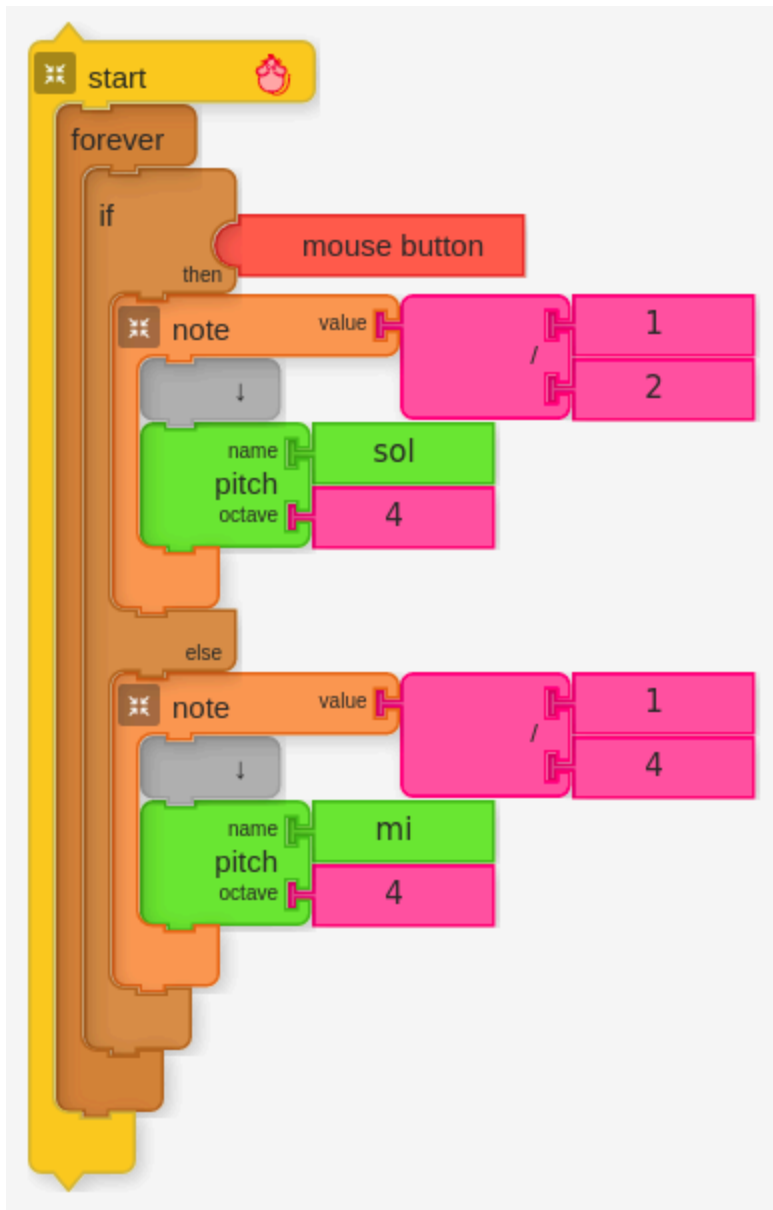 start
forever
if
mouse button
then
note value 1
/
2
↓
name sol
pitch
octave 4
else
note value 1
/
4
↓
name mi
pitch
octave 4